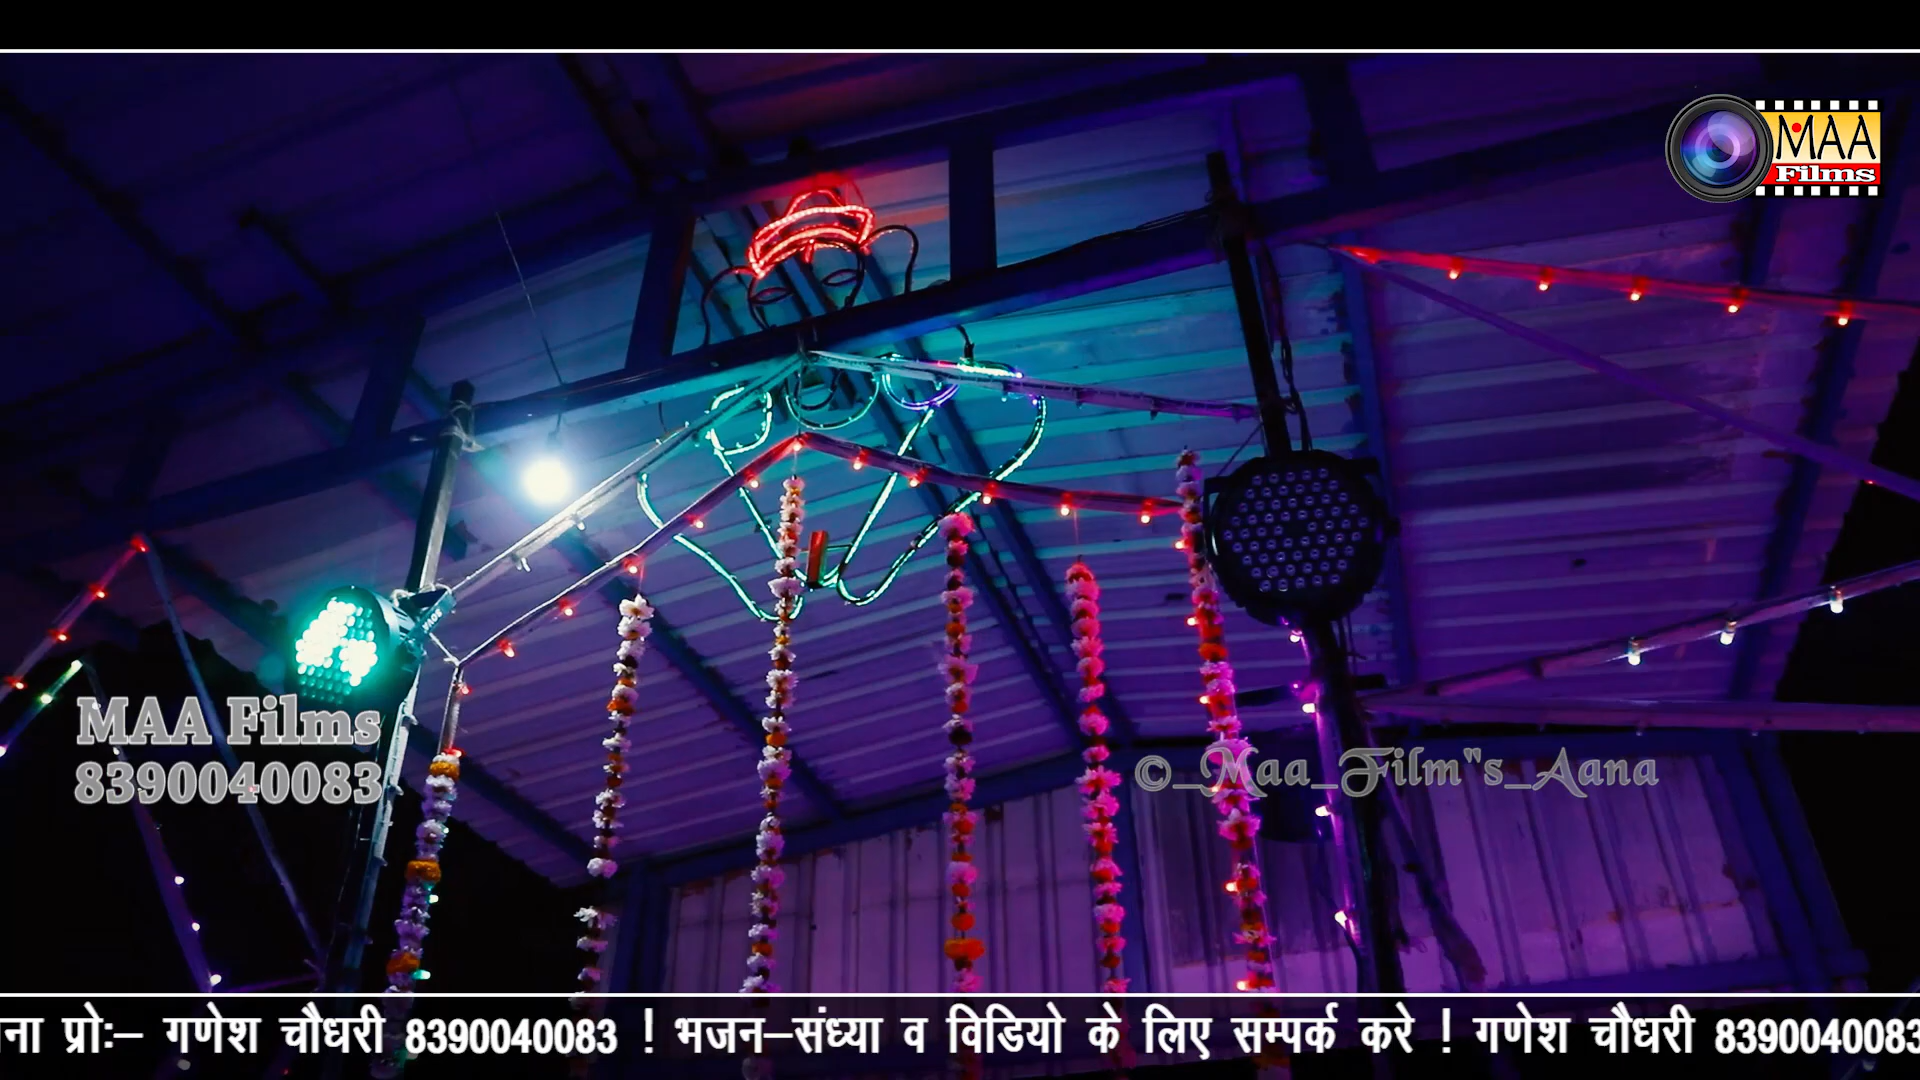 MAA
Films
MAA Films
8390040083
©_Maa_Film"s_Aana
ना प्रोः– गणेश चौधरी 8390040083 ! भजन–संध्या व विडियो के लिए सम्पर्क करे ! गणेश चौधरी 8390040083